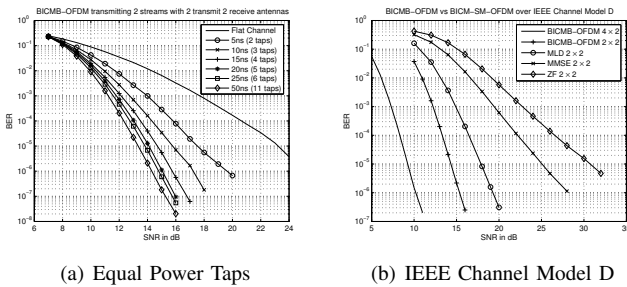 BICMB-OFDM transmitting 2 streams with 2 transmit 2 receive antennas
10^0
10^-1
10^-2
10^-3
10^-4
10^-5
10^-6
10^-7
10^-8
BER
6 8 10 12 14 16 18 20 22 24
SNR in dB
Flat Channel
5ns (2 taps)
10ns (3 taps)
15ns (4 taps)
20ns (5 taps)
25ns (6 taps)
50ns (11 taps)
(a) Equal Power Taps
BICMB-OFDM vs BICM-SM-OFDM over IEEE Channel Model D
10^0
10^-1
10^-2
10^-3
10^-4
10^-5
10^-6
10^-7
BER
5 10 15 20 25 30
SNR in dB
BICMB-OFDM 4 × 2
BICMB-OFDM 2 × 2
MLD 2 × 2
MMSE 2 × 2
ZF 2 × 2
(b) IEEE Channel Model D